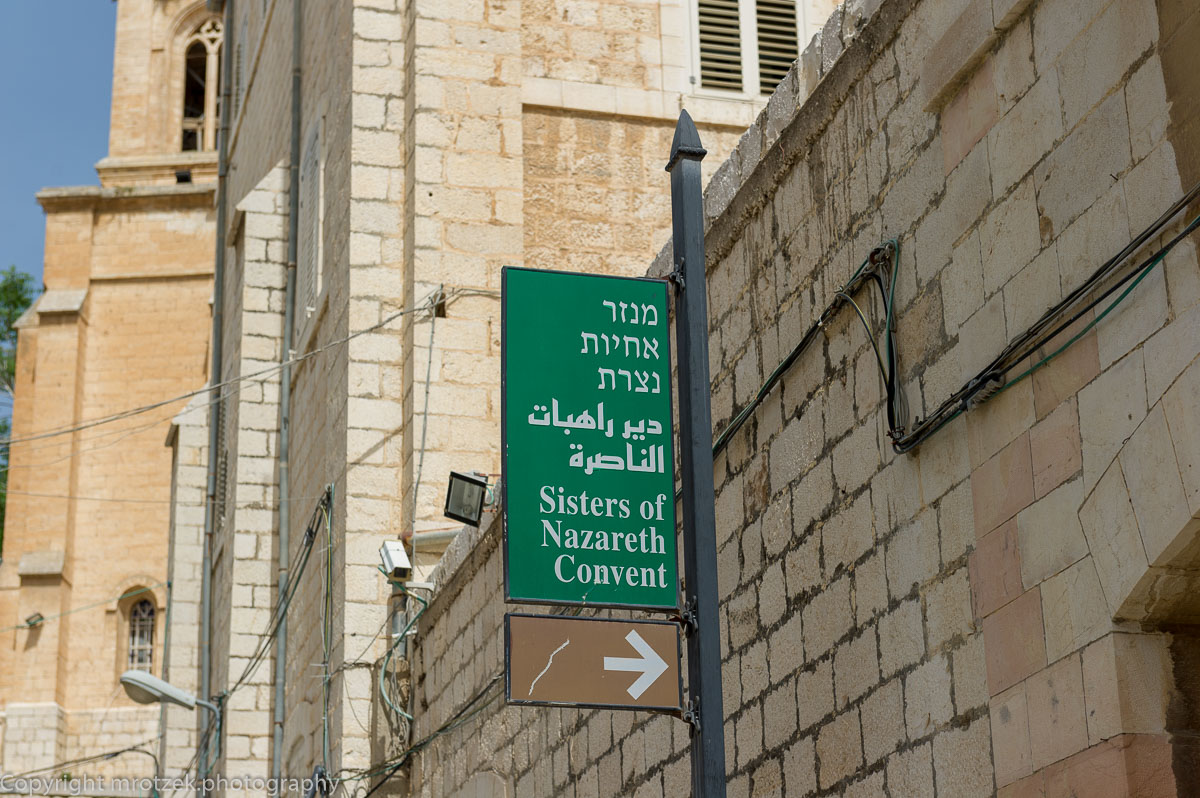 מנזר
אחיות
נצרת
دير راهبات
الناصرة
Sisters of
Nazareth
Convent
Copyright mrotzek.photography